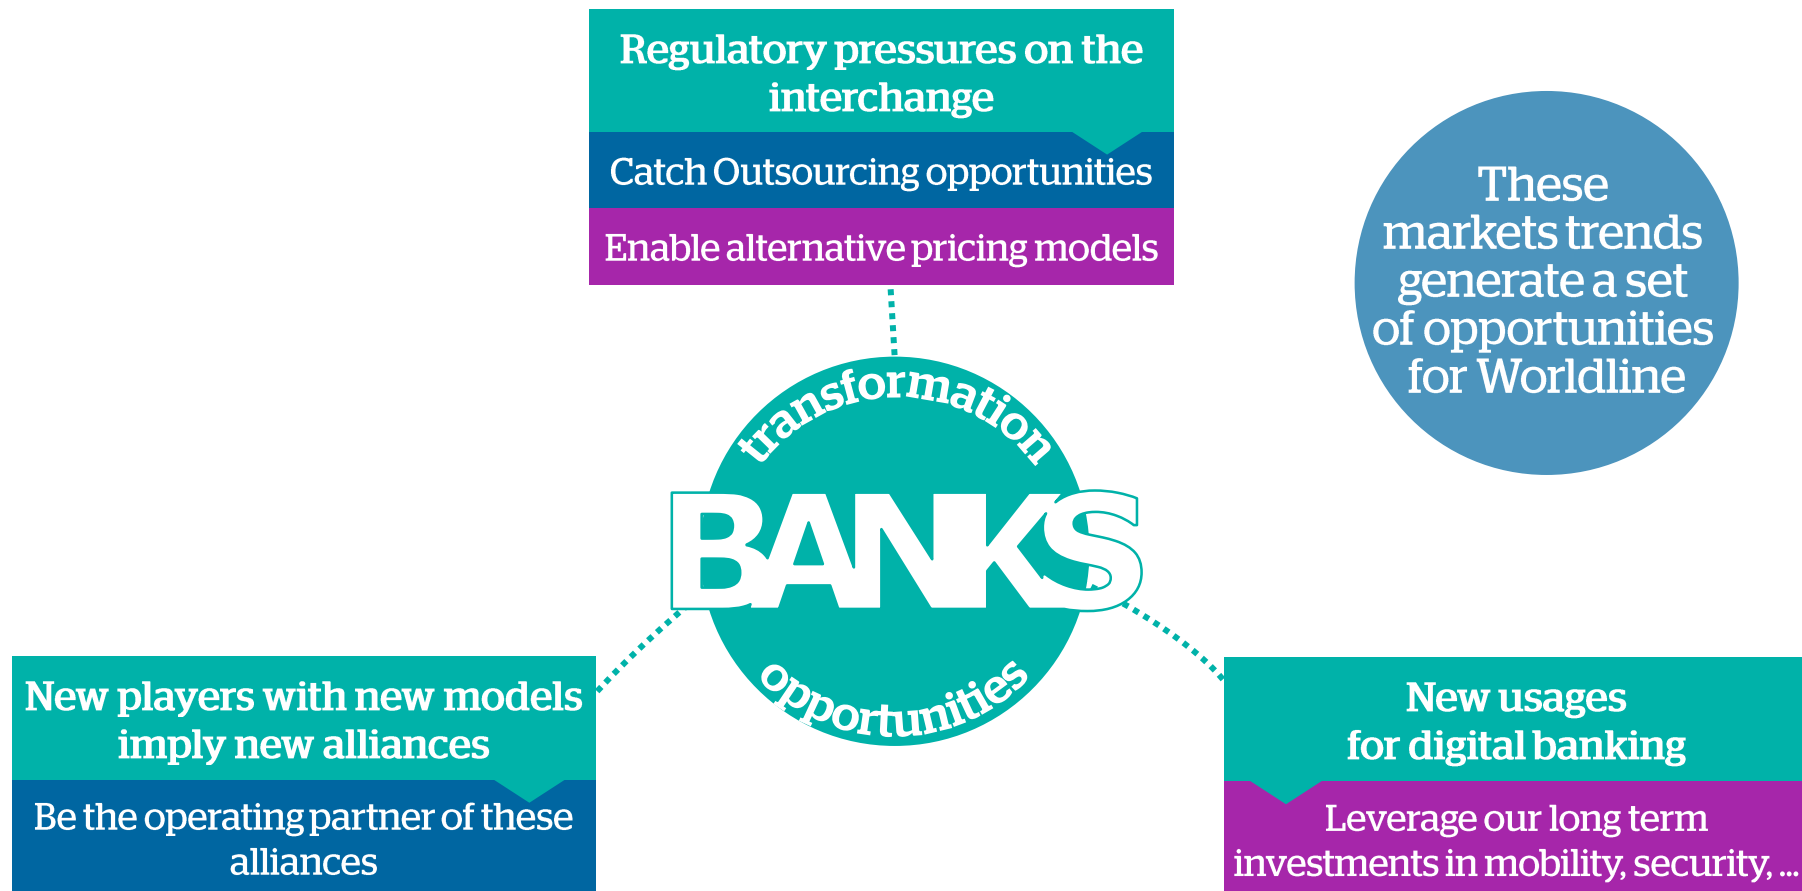 Regulatory pressures on the
interchange
Catch Outsourcing opportunities
Enable alternative pricing models
These
markets trends
generate a set
of opportunities
for Worldline
transformation
BANKS
opportunities
New players with new models
imply new alliances
Be the operating partner of these
alliances
New usages
for digital banking
Leverage our long term
investments in mobility, security, ...